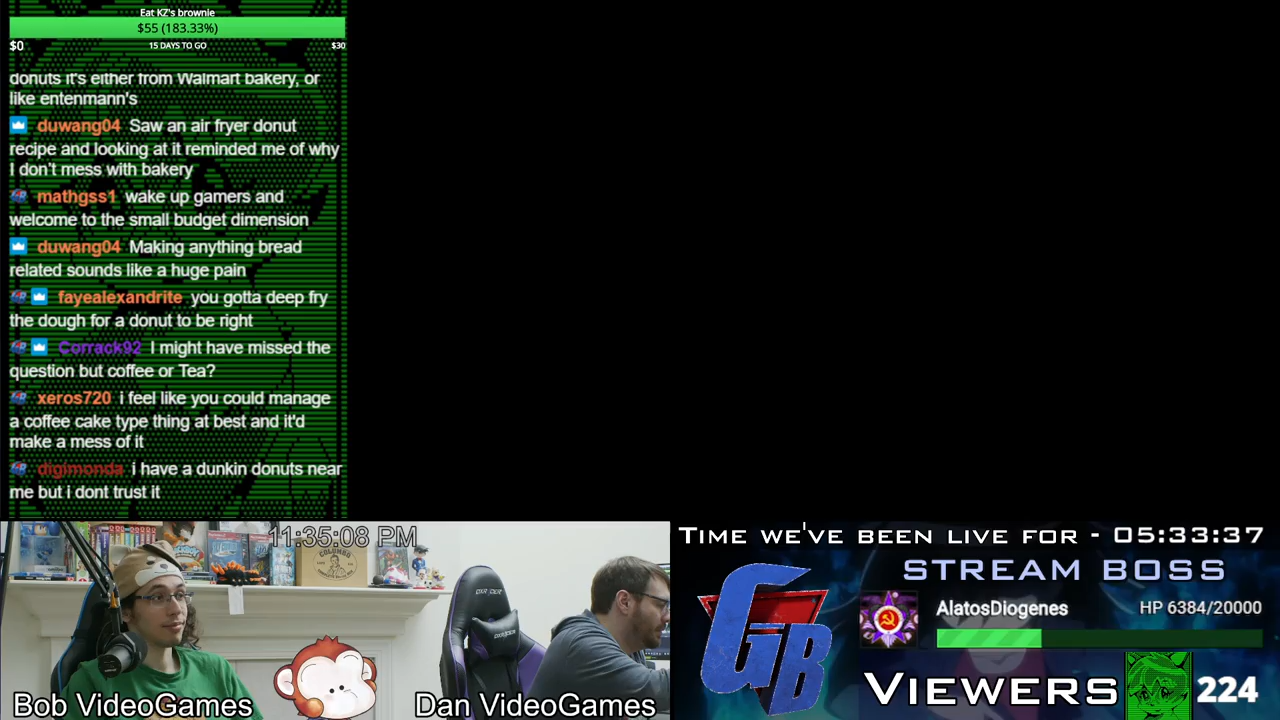 Eat KZ's brownie
$55 (183.33%)
$0 15 DAYS TO GO $30
donuts it's either from Walmart bakery, or
like entenmann's
duwang04 Saw an air fryer donut
recipe and looking at it reminded me of why
I don't mess with bakery
mathgss1 wake up gamers and
welcome to the small budget dimension
duwang04 Making anything bread
related sounds like a huge pain
fayealexandrite you gotta deep fry
the dough for a donut to be right
Corrack92 I might have missed the
question but coffee or Tea?
xeros720 i feel like you could manage
a coffee cake type thing at best and it'd
make a mess of it
digimonda i have a dunkin donuts near
me but i dont trust it
11:35:08 PM
COLUMBO
DXRACER
Bob VideoGames
Dan VideoGames
TIME WE'VE BEEN LIVE FOR - 05:33:37
STREAM BOSS
AlatosDiogenes HP 6384/20000
GB
VIEWERS 224